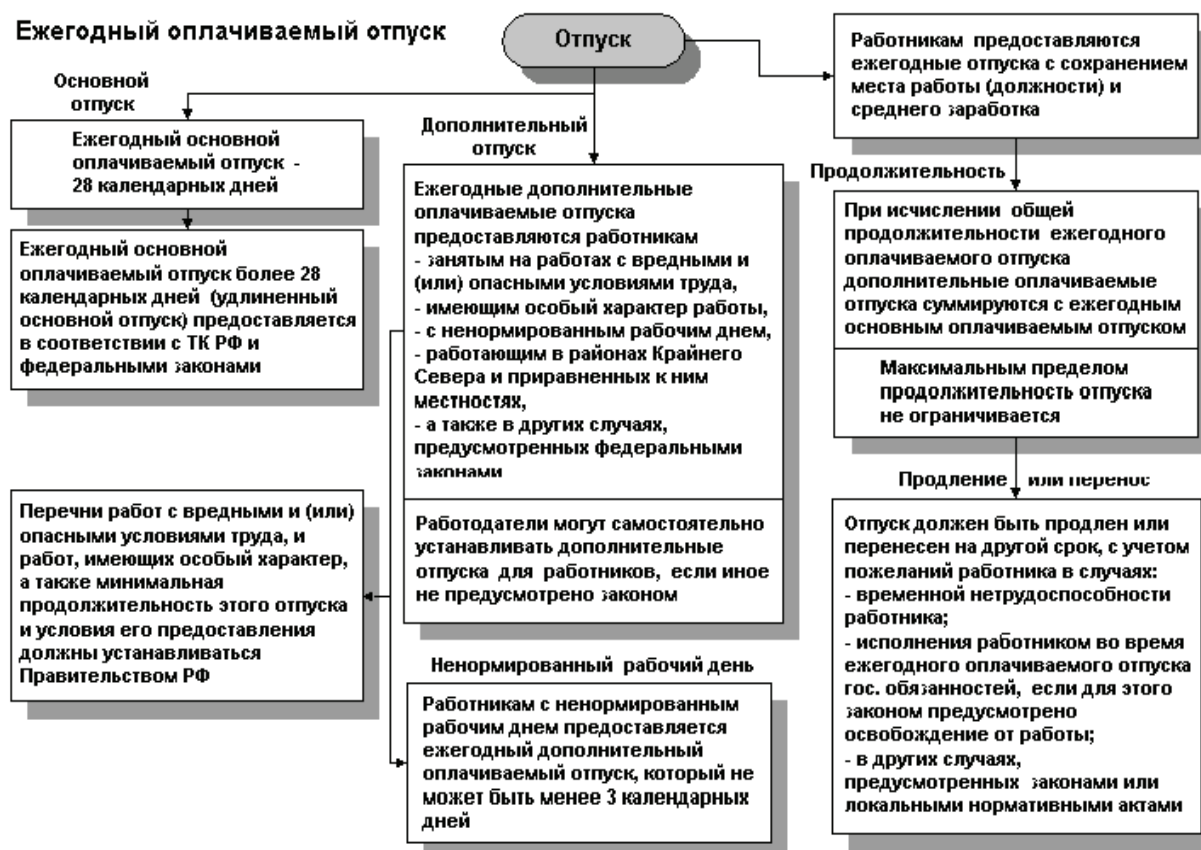 Ежегодный оплачиваемый отпуск
Отпуск
Основной
отпуск
Ежегодный основной
оплачиваемый отпуск -
28 календарных дней
Ежегодный основной
оплачиваемый отпуск более 28
календарных дней (удлиненный
основной отпуск) предоставляется
в соответствии с ТК РФ и
федеральными законами
Дополнительный
отпуск
Ежегодные дополнительные
оплачиваемые отпуска
предоставляются работникам
- занятым на работах с вредными и
(или) опасными условиями труда,
- имеющим особый характер работы,
- с ненормированным рабочим днем,
- работающим в районах Крайнего
Севера и приравненных к ним
местностях,
- а также в других случаях,
предусмотренных федеральными
законами
Работодатели могут самостоятельно
устанавливать дополнительные
отпуска для работников, если иное
не предусмотрено законом
Перечни работ с вредными и (или)
опасными условиями труда, и
работ, имеющих особый характер,
а также минимальная
продолжительность этого отпуска
и условия его предоставления
должны устанавливаться
Правительством РФ
Ненормированный рабочий день
Работникам с ненормированным
рабочим днем предоставляется
ежегодный дополнительный
оплачиваемый отпуск, который не
может быть менее 3 календарных
дней
Работникам предоставляются
ежегодные отпуска с сохранением
места работы (должности) и
среднего заработка
Продолжительность
При исчислении общей
продолжительности ежегодного
оплачиваемого отпуска
дополнительные оплачиваемые
отпуска суммируются с ежегодным
основным оплачиваемым отпуском
Максимальным пределом
продолжительность отпуска
не ограничивается
Продление или перенос
Отпуск должен быть продлен или
перенесен на другой срок, с учетом
пожеланий работника в случаях:
- временной нетрудоспособности
работника;
- исполнения работником во время
ежегодного оплачиваемого отпуска
гос. обязанностей, если для этого
законом предусмотрено
освобождение от работы;
- в других случаях,
предусмотренных законами или
локальными нормативными актами